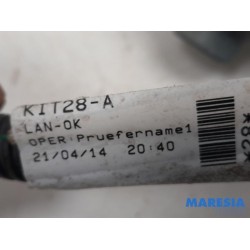 KIT28-A
LAN-OK
OPER:Pruefername1
21/04/14 20:40
MARESIA